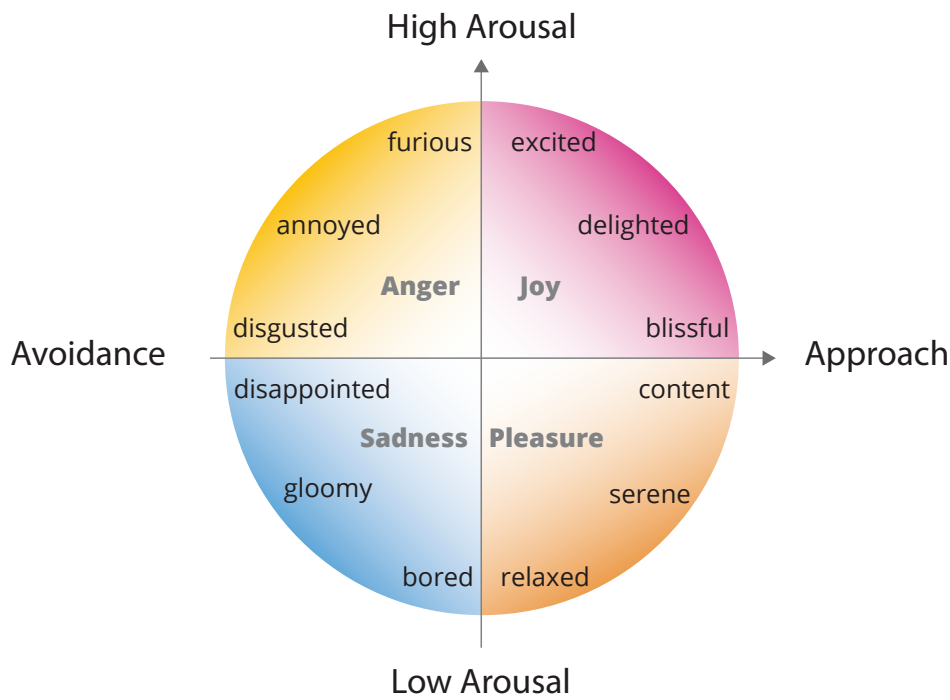 High Arousal
furious excited
annoyed delighted
Anger Joy
disgusted blissful
Avoidance Approach
disappointed content
Sadness Pleasure
gloomy serene
bored relaxed
Low Arousal